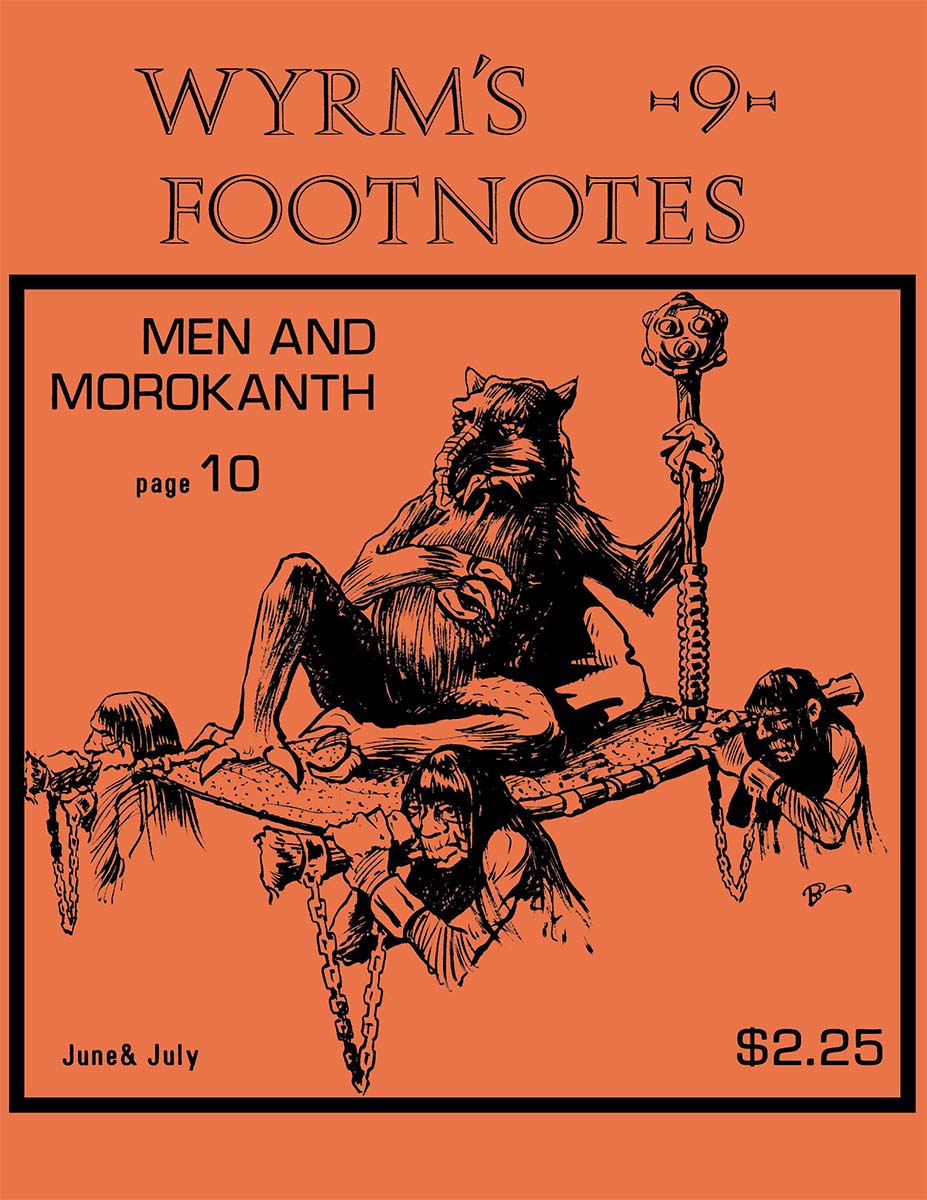 WYRM'S -9-
FOOTNOTES
MEN AND
MOROKANTH
page 10
June& July
$2.25